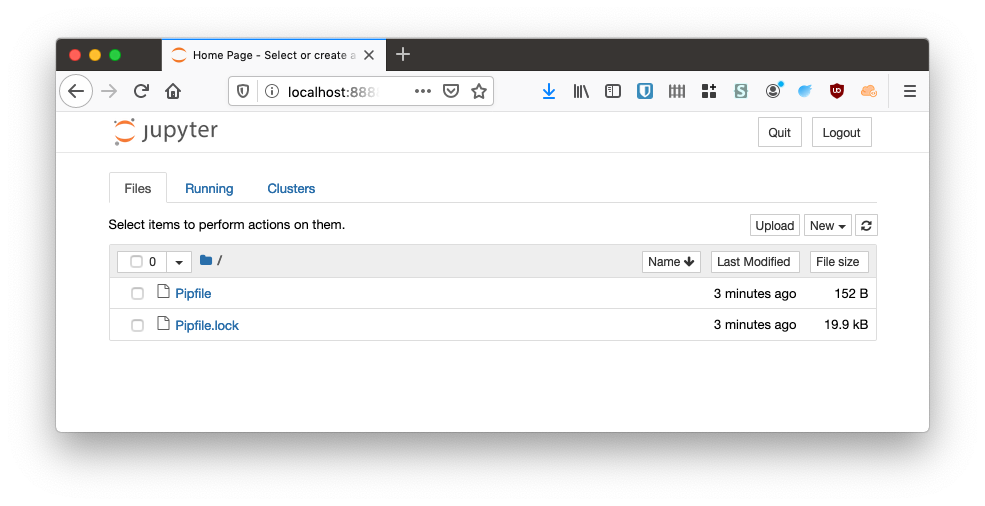 Home Page - Select or create a
localhost:888
jupyter
Quit
Logout
Files
Running
Clusters
Select items to perform actions on them.
Upload
New
0
/
Name
Last Modified
File size
Pipfile
3 minutes ago
152 B
Pipfile.lock
3 minutes ago
19.9 kB